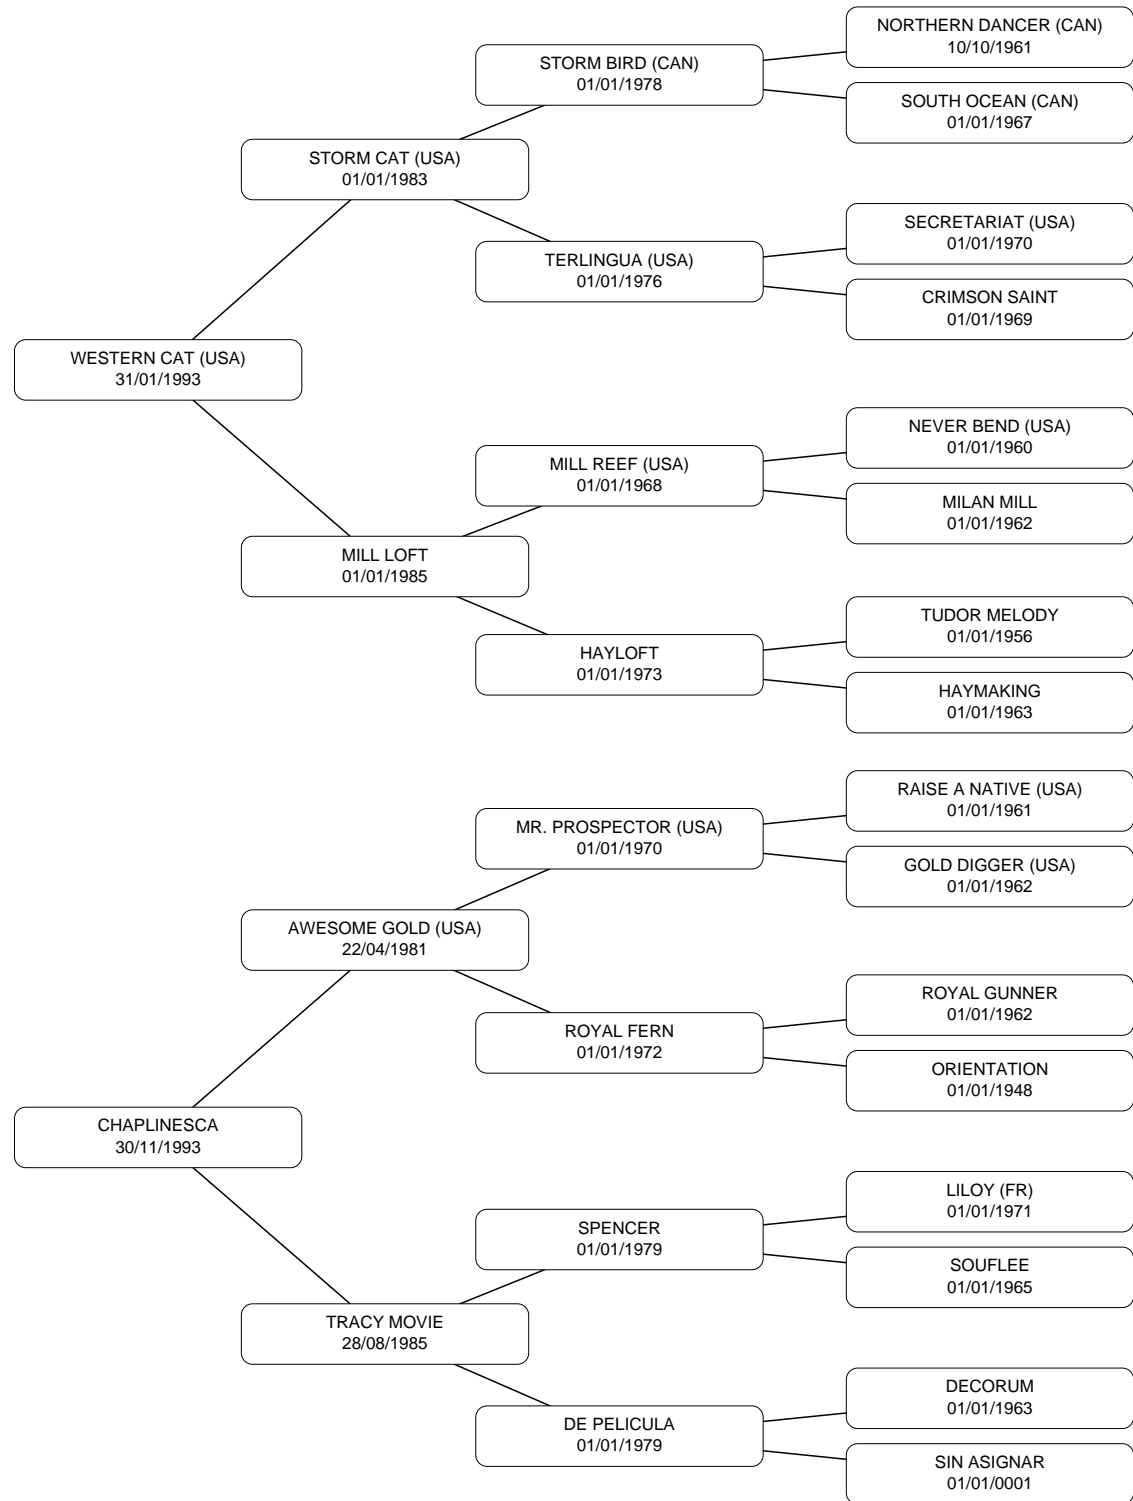 NORTHERN DANCER (CAN)
10/10/1961
STORM BIRD (CAN)
01/01/1978
SOUTH OCEAN (CAN)
01/01/1967
STORM CAT (USA)
01/01/1983
SECRETARIAT (USA)
01/01/1970
TERLINGUA (USA)
01/01/1976
CRIMSON SAINT
01/01/1969
WESTERN CAT (USA)
31/01/1993
NEVER BEND (USA)
01/01/1960
MILL REEF (USA)
01/01/1968
MILAN MILL
01/01/1962
MILL LOFT
01/01/1985
TUDOR MELODY
01/01/1956
HAYLOFT
01/01/1973
HAYMAKING
01/01/1963
RAISE A NATIVE (USA)
01/01/1961
MR. PROSPECTOR (USA)
01/01/1970
GOLD DIGGER (USA)
01/01/1962
AWESOME GOLD (USA)
22/04/1981
ROYAL GUNNER
01/01/1962
ROYAL FERN
01/01/1972
ORIENTATION
01/01/1948
CHAPLINESCA
30/11/1993
LILOY (FR)
01/01/1971
SPENCER
01/01/1979
SOUFLEE
01/01/1965
TRACY MOVIE
28/08/1985
DECORUM
01/01/1963
DE PELICULA
01/01/1979
SIN ASIGNAR
01/01/0001